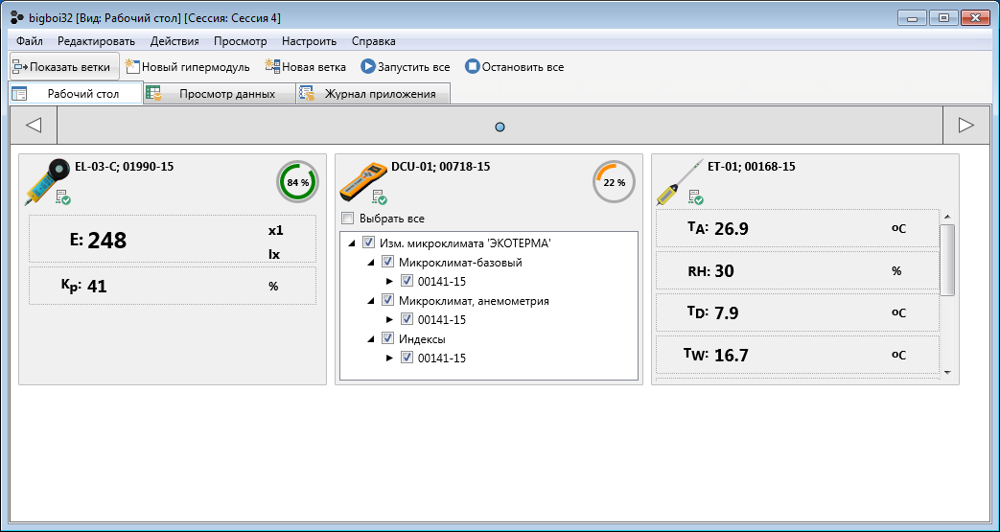 bigboi32 [Вид: Рабочий стол] [Сессия: Сессия 4]
Файл Редактировать Действия Просмотр Настроить Справка
Показать ветки Новый гипермодуль Новая ветка Запустить все Остановить все
Рабочий стол Просмотр данных Журнал приложения
EL-03-C; 01990-15
84 %
E: 248 x1
lx
Kp: 41 %
DCU-01; 00718-15
22 %
Выбрать все
Изм. микроклимата 'ЭКОТЕРМА'
Микроклимат-базовый
00141-15
Микроклимат, анемометрия
00141-15
Индексы
00141-15
ET-01; 00168-15
TA: 26.9 oC
RH: 30 %
TD: 7.9 oC
TW: 16.7 oC